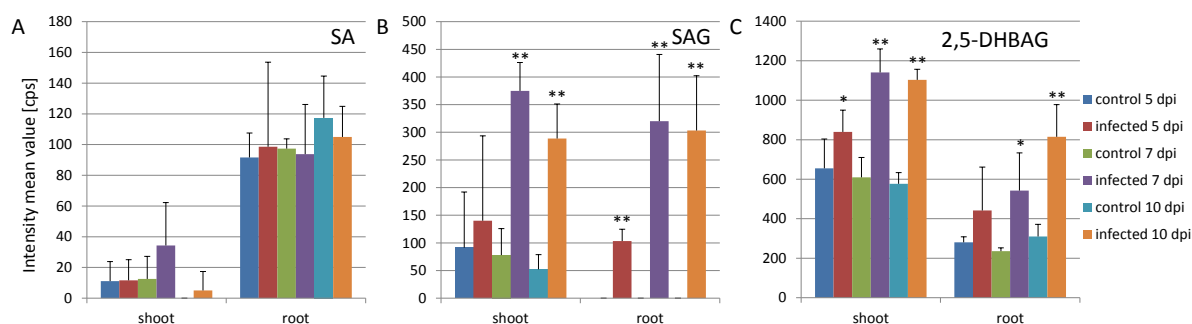 A
SA
Intensity mean value [cps]
180
160
140
120
100
80
60
40
20
0
shoot
root
B
SAG
500
450
400
350
300
250
200
150
100
50
0
**
**
**
**
**
shoot
root
C
2,5-DHBAG
1400
1200
1000
800
600
400
200
0
*
**
**
*
**
shoot
root
control 5 dpi
infected 5 dpi
control 7 dpi
infected 7 dpi
control 10 dpi
infected 10 dpi